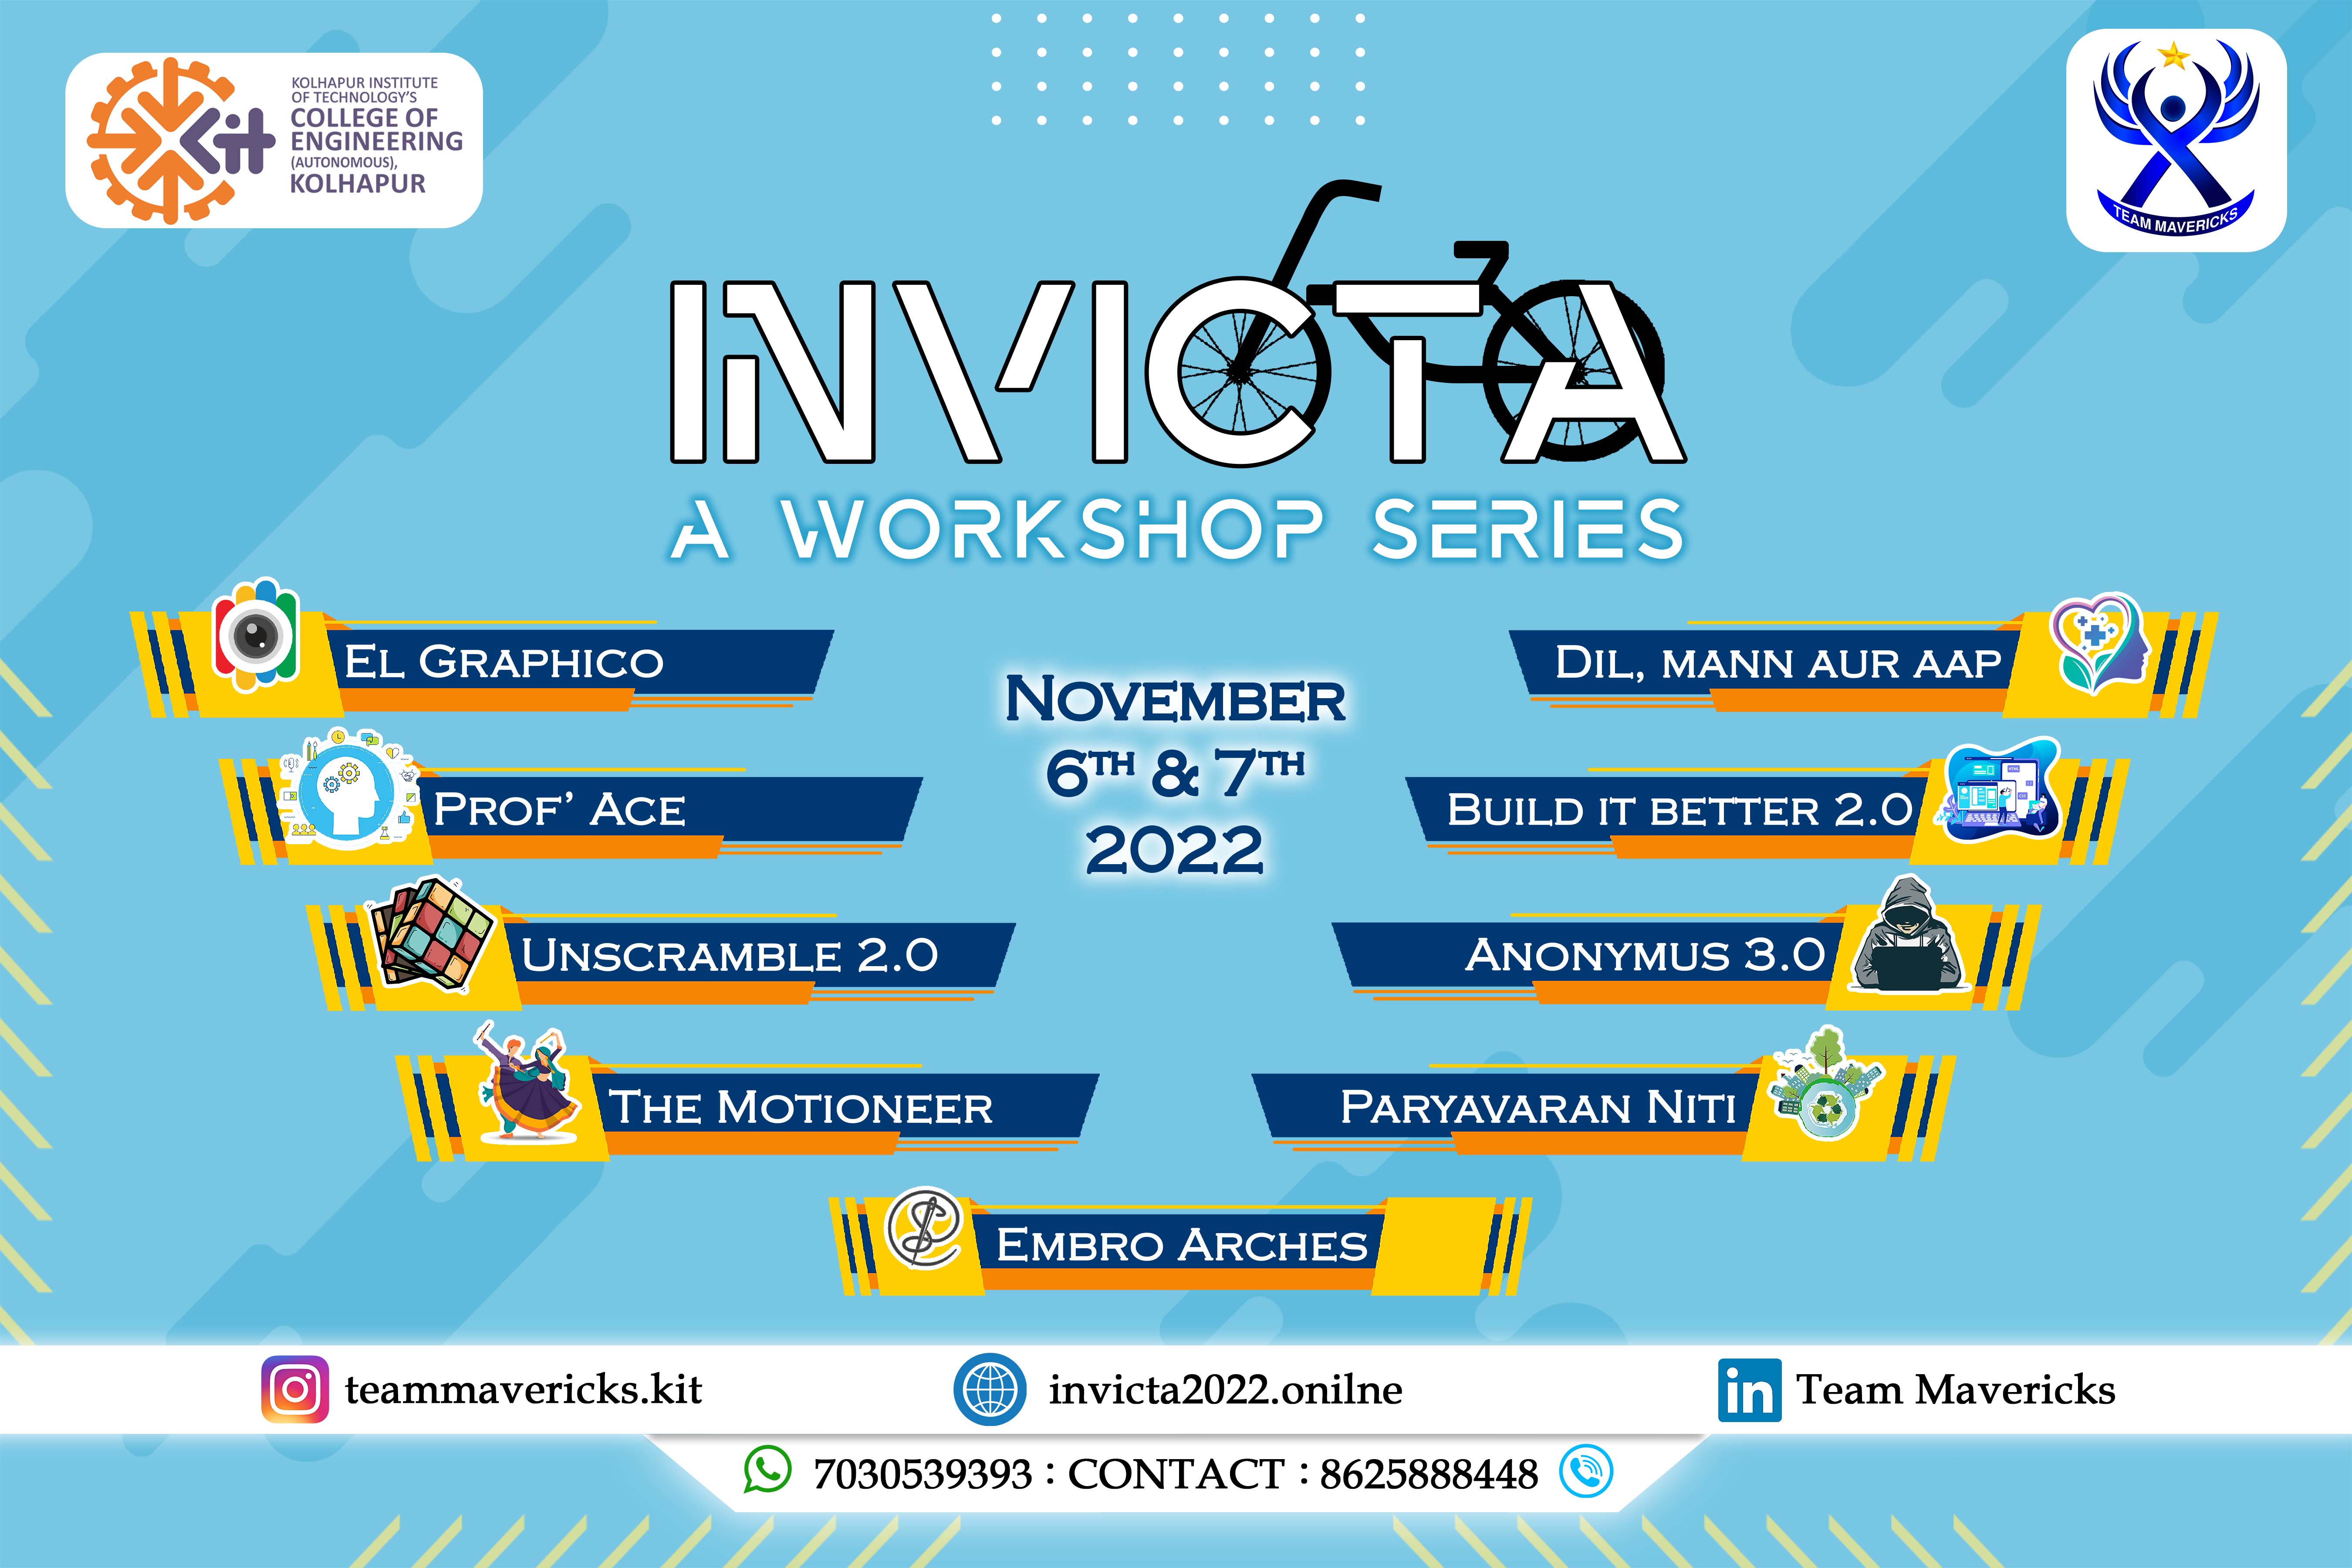 KOLHAPUR INSTITUTE
OF TECHNOLOGY'S
COLLEGE OF
ENGINEERING
(AUTONOMOUS),
KOLHAPUR
kit
TEAM MAVERICKS
INVICTA
A WORKSHOP SERIES
EL GRAPHICO
PROF' ACE
UNSCRAMBLE 2.0
THE MOTIONEER
NOVEMBER
6TH & 7TH
2022
DIL, MANN AUR AAP
BUILD IT BETTER 2.0
ANONYMUS 3.0
PARYAVARAN NITI
EMBRO ARCHES
teammavericks.kit
invicta2022.onilne
in Team Mavericks
7030539393 : CONTACT : 8625888448